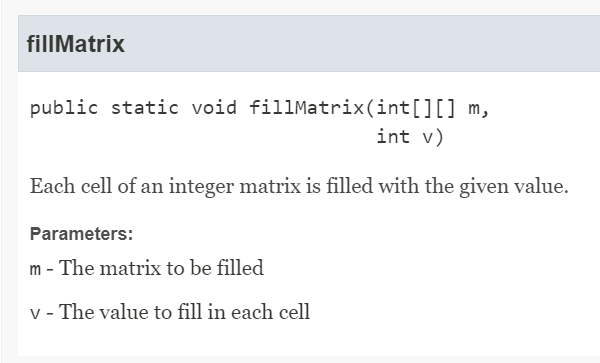 fillMatrix
public static void fillMatrix(int[][] m,
int v)
Each cell of an integer matrix is filled with the given value.
Parameters:
m - The matrix to be filled
v - The value to fill in each cell